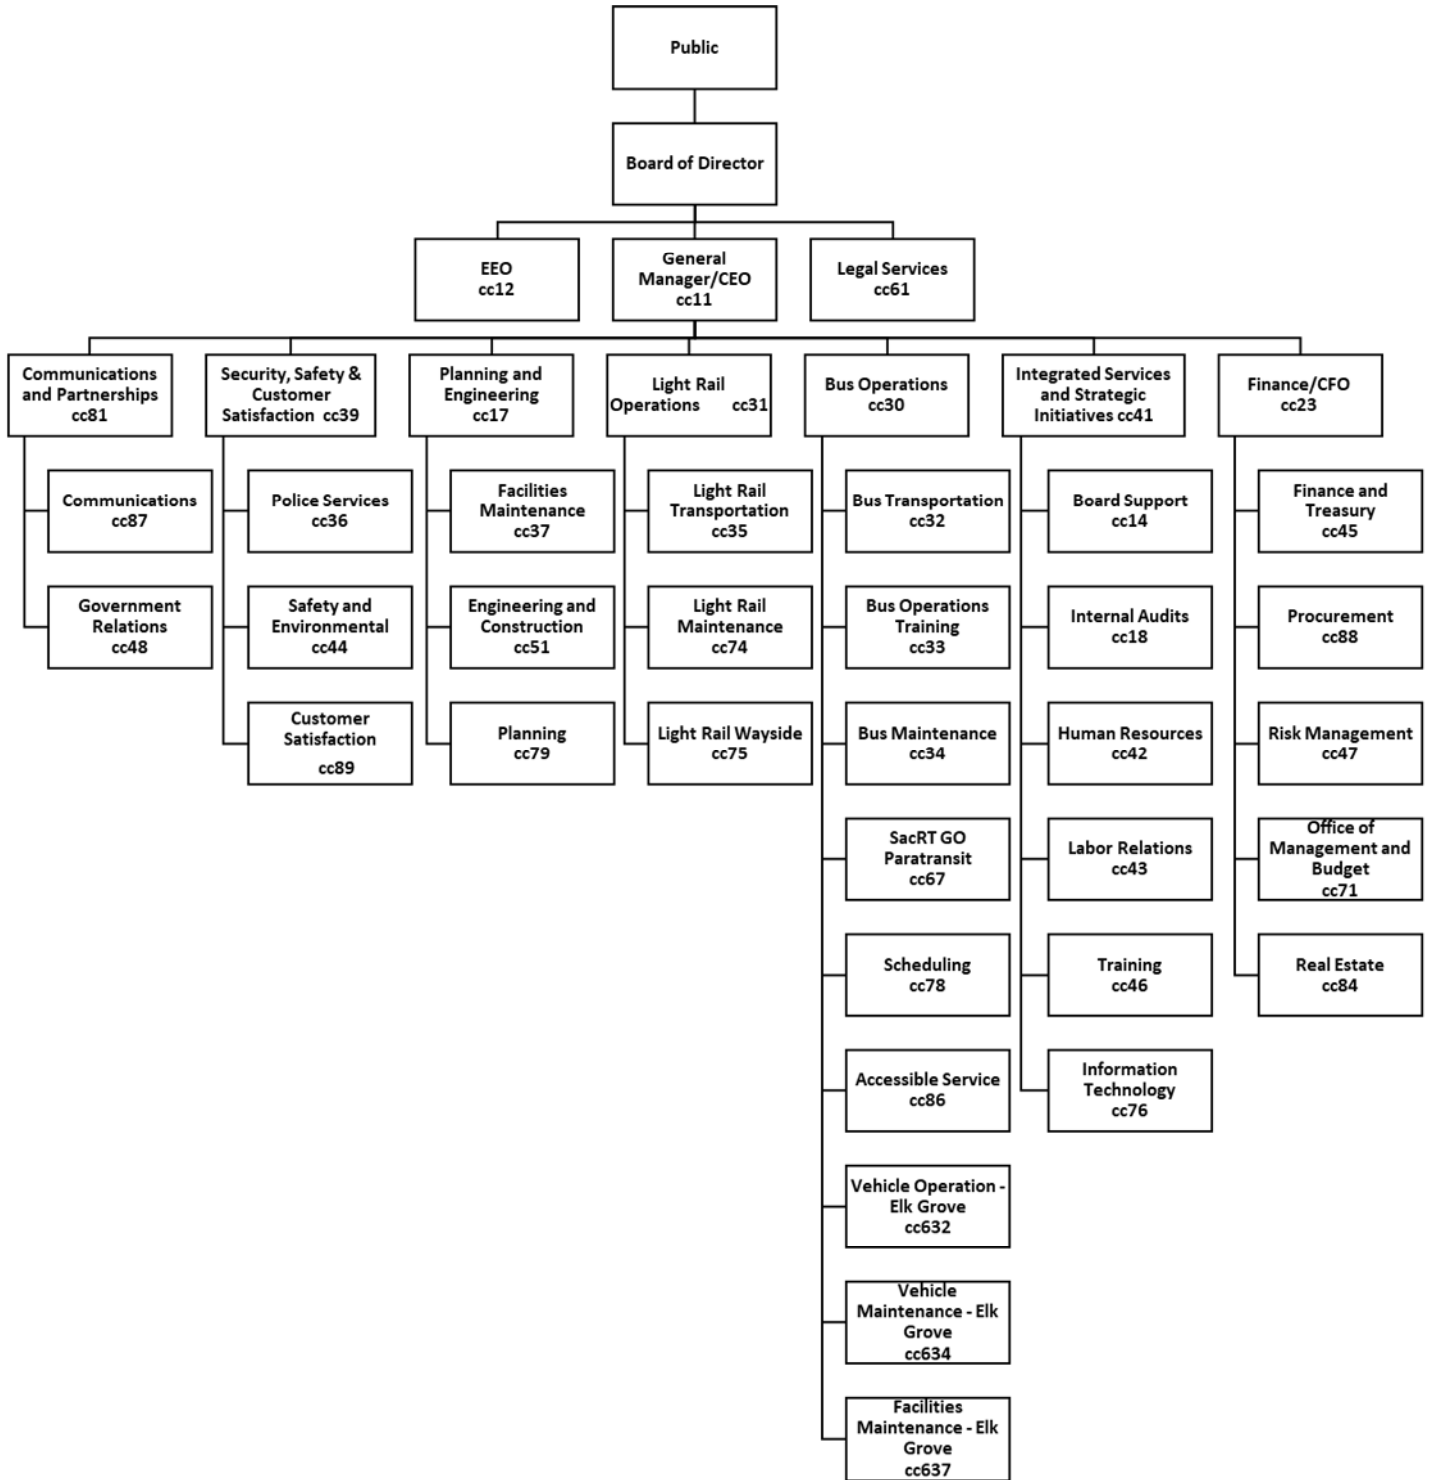 Public
Board of Director
EEO
cc12
General
Manager/CEO
cc11
Legal Services
cc61
Communications
and Partnerships
cc81
Security, Safety &
Customer
Satisfaction cc39
Planning and
Engineering
cc17
Light Rail
Operations cc31
Bus Operations
cc30
Integrated Services
and Strategic
Initiatives cc41
Finance/CFO
cc23
Communications
cc87
Government
Relations
cc48
Police Services
cc36
Safety and
Environmental
cc44
Customer
Satisfaction
cc89
Facilities
Maintenance
cc37
Engineering and
Construction
cc51
Planning
cc79
Light Rail
Transportation
cc35
Light Rail
Maintenance
cc74
Light Rail Wayside
cc75
Bus Transportation
cc32
Bus Operations
Training
cc33
Bus Maintenance
cc34
SacRT GO
Paratransit
cc67
Scheduling
cc78
Accessible Service
cc86
Vehicle Operation -
Elk Grove
cc632
Vehicle
Maintenance - Elk
Grove
cc634
Facilities
Maintenance - Elk
Grove
cc637
Board Support
cc14
Internal Audits
cc18
Human Resources
cc42
Labor Relations
cc43
Training
cc46
Information
Technology
cc76
Finance and
Treasury
cc45
Procurement
cc88
Risk Management
cc47
Office of
Management and
Budget
cc71
Real Estate
cc84